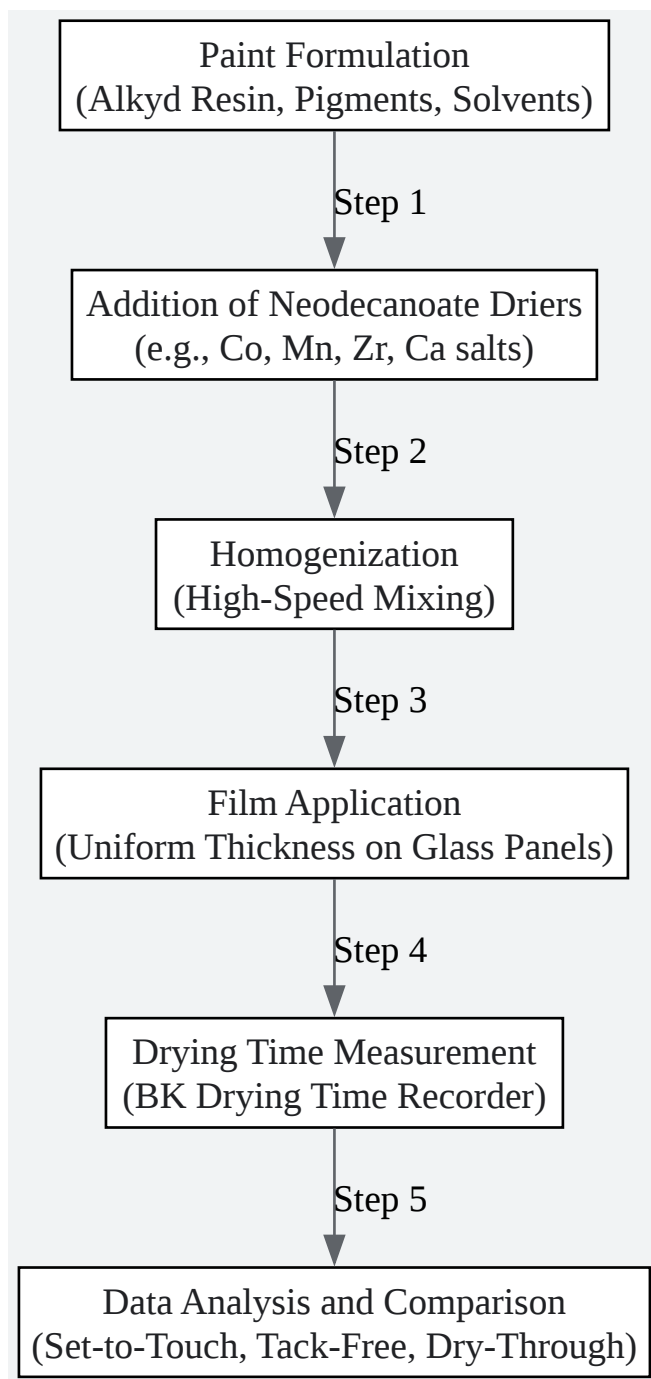 Paint Formulation
(Alkyd Resin, Pigments, Solvents)
Step 1
Addition of Neodecanoate Driers
(e.g., Co, Mn, Zr, Ca salts)
Step 2
Homogenization
(High-Speed Mixing)
Step 3
Film Application
(Uniform Thickness on Glass Panels)
Step 4
Drying Time Measurement
(BK Drying Time Recorder)
Step 5
Data Analysis and Comparison
(Set-to-Touch, Tack-Free, Dry-Through)